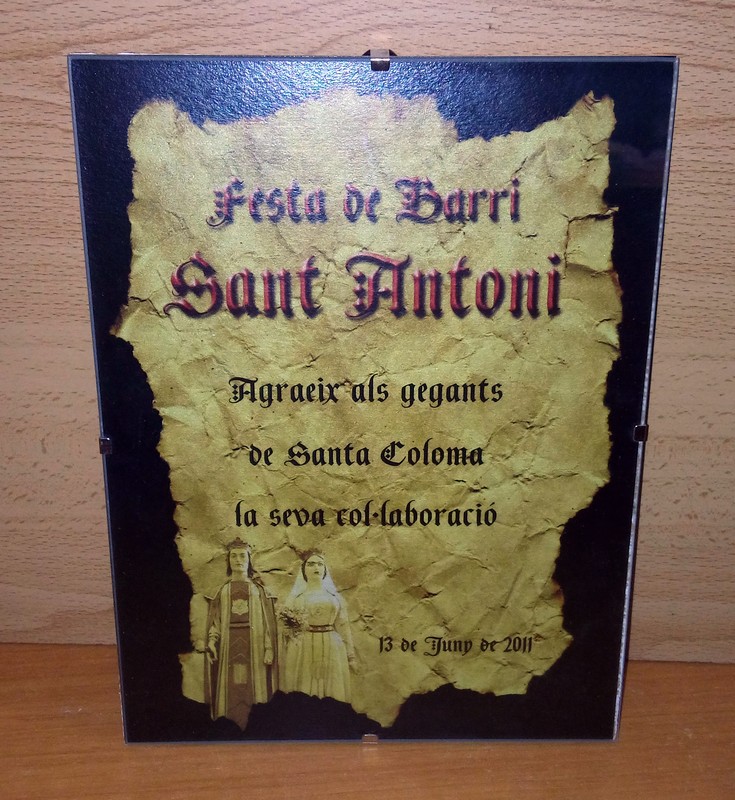 Festa de Barri
Sant Antoni
Agraeix als gegants
de Santa Coloma
la seva col·laboració
13 de Juny de 2011